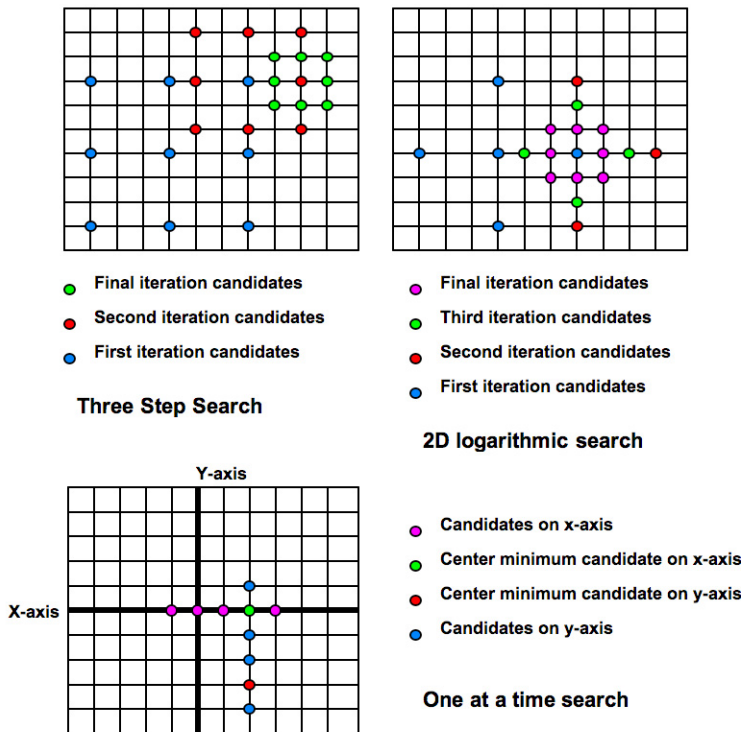 Final iteration candidates
Second iteration candidates
First iteration candidates
Three Step Search
Final iteration candidates
Third iteration candidates
Second iteration candidates
First iteration candidates
2D logarithmic search
Y-axis
X-axis
Candidates on x-axis
Center minimum candidate on x-axis
Center minimum candidate on y-axis
Candidates on y-axis
One at a time search